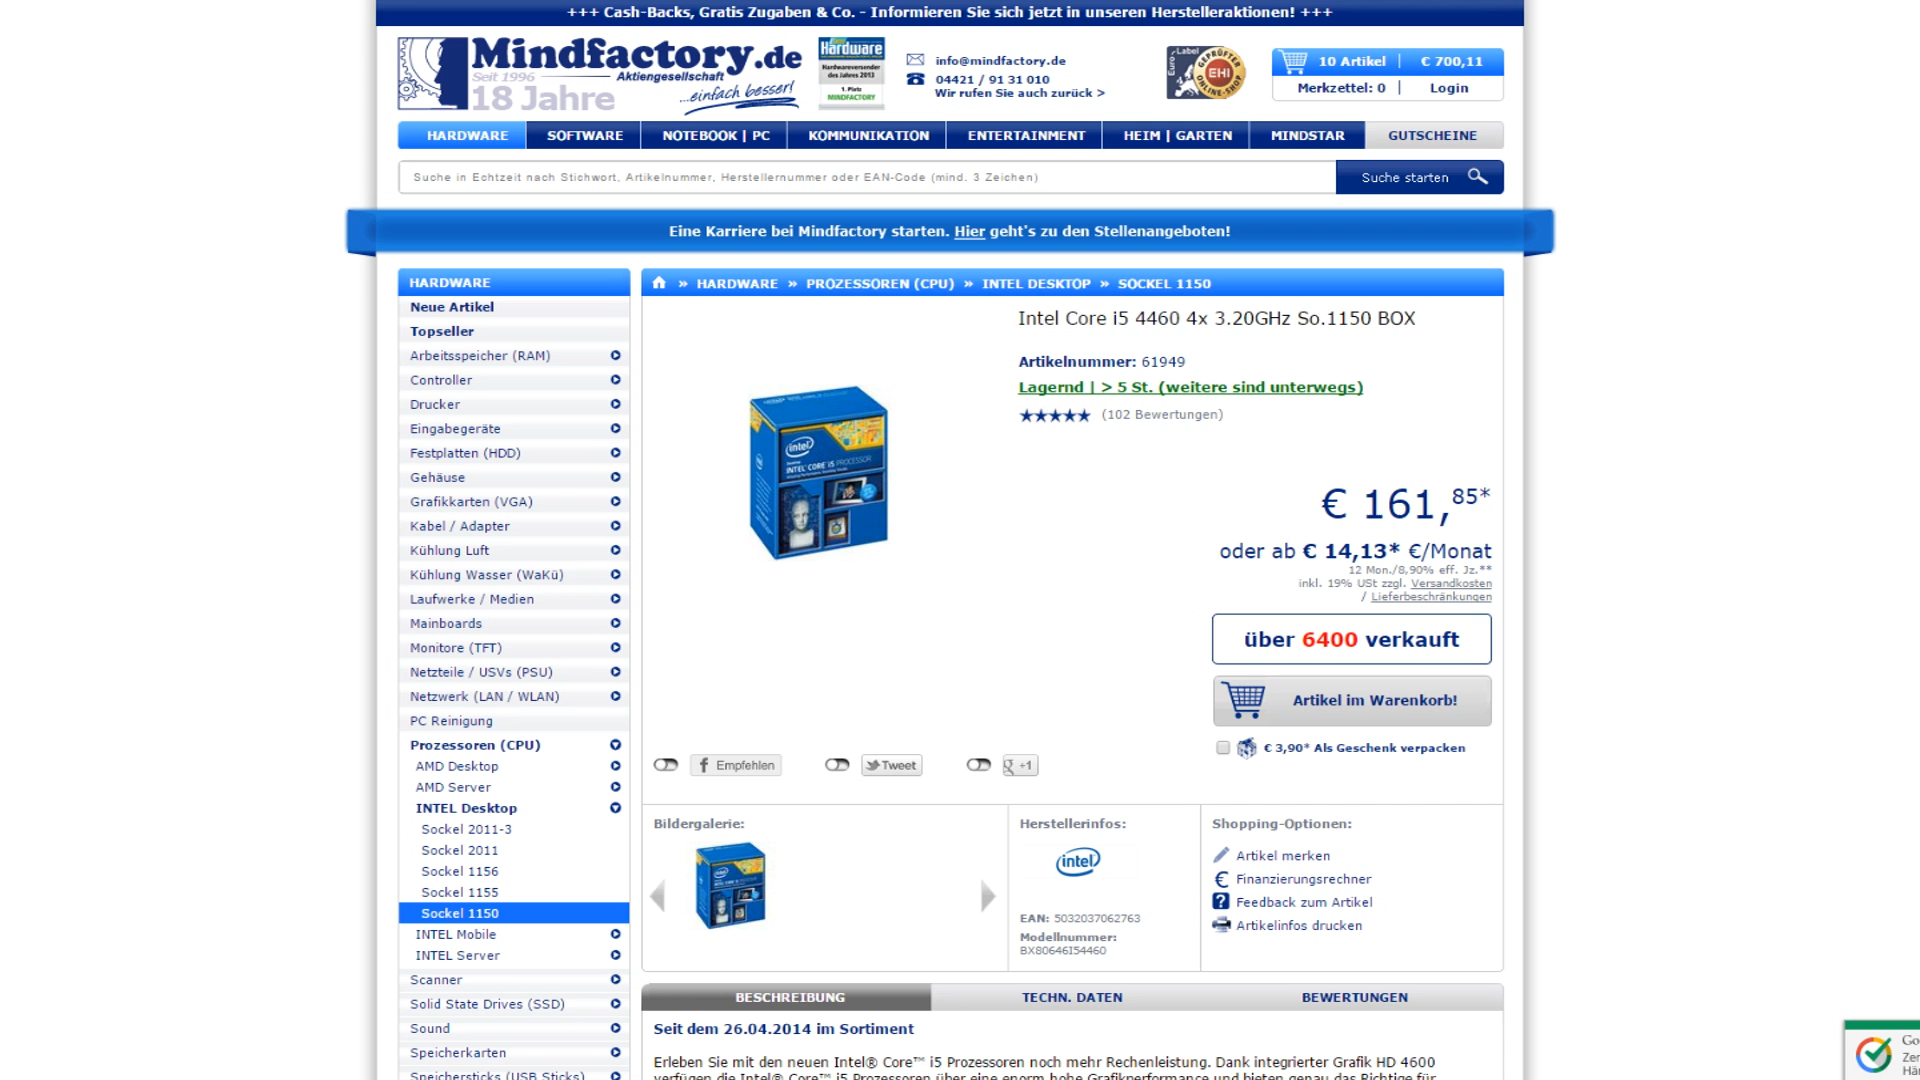 +++ Cash-Backs, Gratis Zugaben & Co. - Informieren Sie sich jetzt in unseren Herstelleraktionen! +++
Mindfactory.de
Seit 1996
Aktiengesellschaft
18 Jahre
...einfach besser!
Hardware
Hardwareversender
des Jahres 2013
1. Platz
MINDFACTORY
info@mindfactory.de
04421 / 91 31 010
Wir rufen Sie auch zurück >
Euro-Label
GEPRÜFTER
EHI
ONLINE-SHOP
10 Artikel | € 700,11
Merkzettel: 0 | Login
HARDWARE SOFTWARE NOTEBOOK | PC KOMMUNIKATION ENTERTAINMENT HEIM | GARTEN MINDSTAR GUTSCHEINE
Suche in Echtzeit nach Stichwort, Artikelnummer, Herstellernummer oder EAN-Code (mind. 3 Zeichen)
Suche starten
Eine Karriere bei Mindfactory starten. Hier geht's zu den Stellenangeboten!
HARDWARE
Neue Artikel
Topseller
Arbeitsspeicher (RAM)
Controller
Drucker
Eingabegeräte
Festplatten (HDD)
Gehäuse
Grafikkarten (VGA)
Kabel / Adapter
Kühlung Luft
Kühlung Wasser (WaKü)
Laufwerke / Medien
Mainboards
Monitore (TFT)
Netzteile / USVs (PSU)
Netzwerk (LAN / WLAN)
PC Reinigung
Prozessoren (CPU)
AMD Desktop
AMD Server
INTEL Desktop
Sockel 2011-3
Sockel 2011
Sockel 1156
Sockel 1155
Sockel 1150
INTEL Mobile
INTEL Server
Scanner
Solid State Drives (SSD)
Sound
Speicherkarten
Speichersticks (USB Sticks)
» HARDWARE » PROZESSOREN (CPU) » INTEL DESKTOP » SOCKEL 1150
Intel Core i5 4460 4x 3.20GHz So.1150 BOX
Artikelnummer: 61949
Lagernd | > 5 St. (weitere sind unterwegs)
(102 Bewertungen)
intel
INTEL® CORE™ i5 PROCESSOR
€ 161,85*
oder ab € 14,13* €/Monat
12 Mon./8,90% eff. Jz.**
inkl. 19% USt zzgl. Versandkosten
/ Lieferbeschränkungen
über 6400 verkauft
Artikel im Warenkorb!
€ 3,90* Als Geschenk verpacken
Empfehlen
Tweet
g +1
Bildergalerie:
Herstellerinfos:
intel
EAN: 5032037062763
Modellnummer:
BX80646I54460
Shopping-Optionen:
Artikel merken
Finanzierungsrechner
Feedback zum Artikel
Artikelinfos drucken
BESCHREIBUNG TECHN. DATEN BEWERTUNGEN
Seit dem 26.04.2014 im Sortiment
Erleben Sie mit den neuen Intel® Core™ i5 Prozessoren noch mehr Rechenleistung. Dank integrierter Grafik HD 4600
verfügen die Intel® Core™ i5 Prozessoren über eine enorm hohe Grafikperformance und bieten genau das Richtige für
Go
Zer
Hä